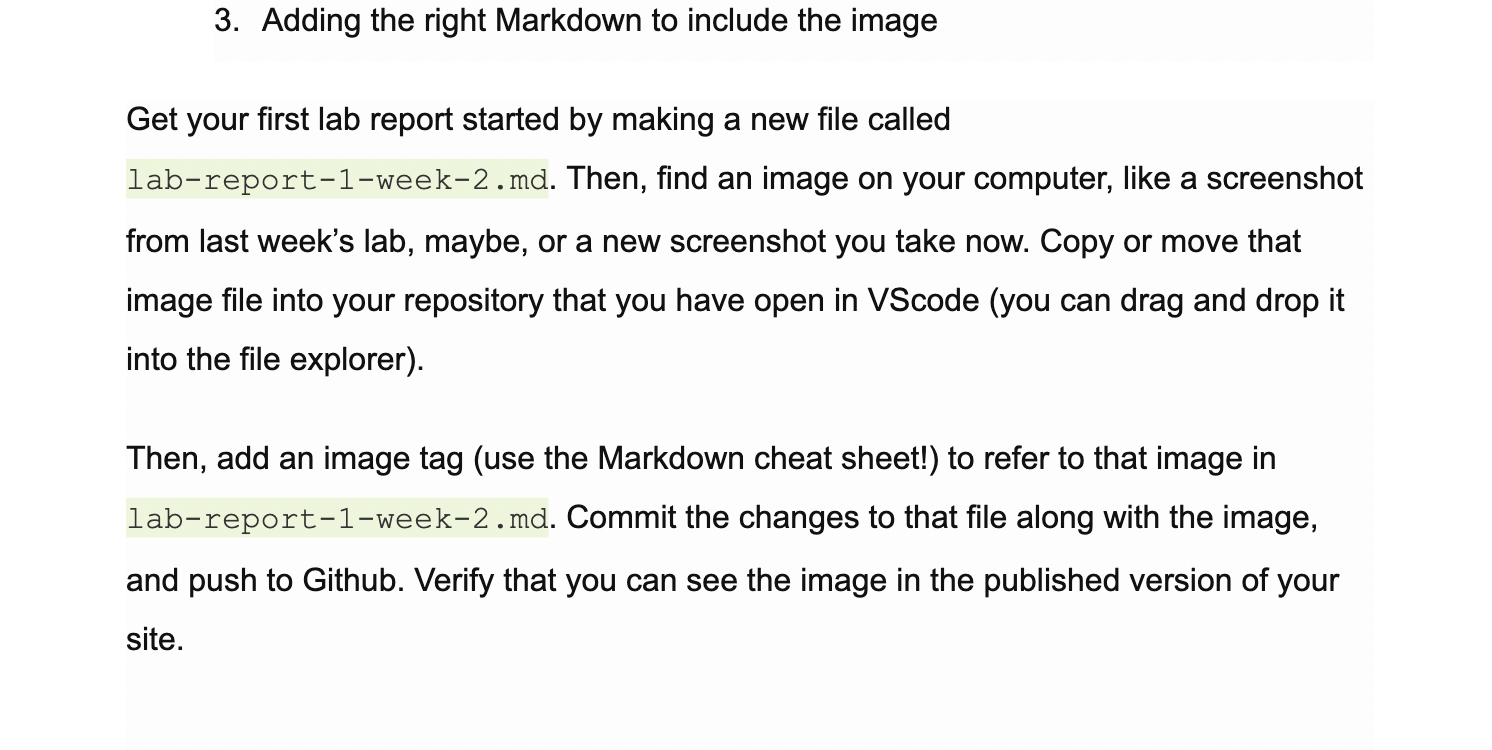 3. Adding the right Markdown to include the image
Get your first lab report started by making a new file called
lab-report-1-week-2.md. Then, find an image on your computer, like a screenshot
from last week’s lab, maybe, or a new screenshot you take now. Copy or move that
image file into your repository that you have open in VScode (you can drag and drop it
into the file explorer).
Then, add an image tag (use the Markdown cheat sheet!) to refer to that image in
lab-report-1-week-2.md. Commit the changes to that file along with the image,
and push to Github. Verify that you can see the image in the published version of your
site.